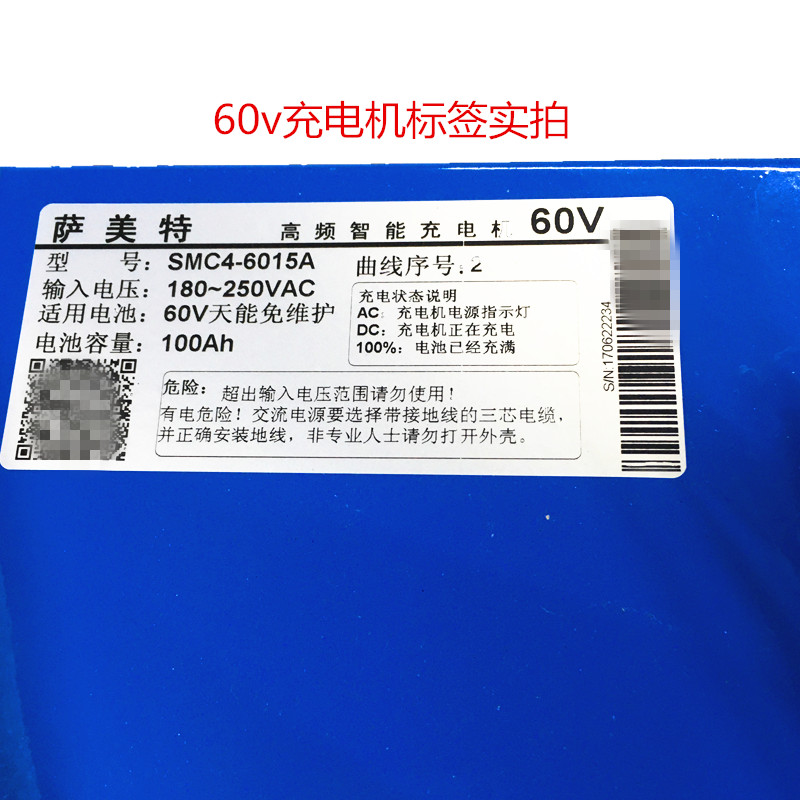 60v充电机标签实拍
萨美特 高频智能充电机 60V
型 号: SMC4-6015A
曲线序号: 2
输入电压: 180~250VAC
适用电池: 60V天能免维护
电池容量: 100Ah
充电状态说明
AC: 充电机电源指示灯
DC: 充电机正在充电
100%: 电池已经充满
危险: 超出输入电压范围请勿使用!
有电危险! 交流电源要选择带接地线的三芯电缆,
并正确安装地线, 非专业人士请勿打开外壳。
S/N:170622234